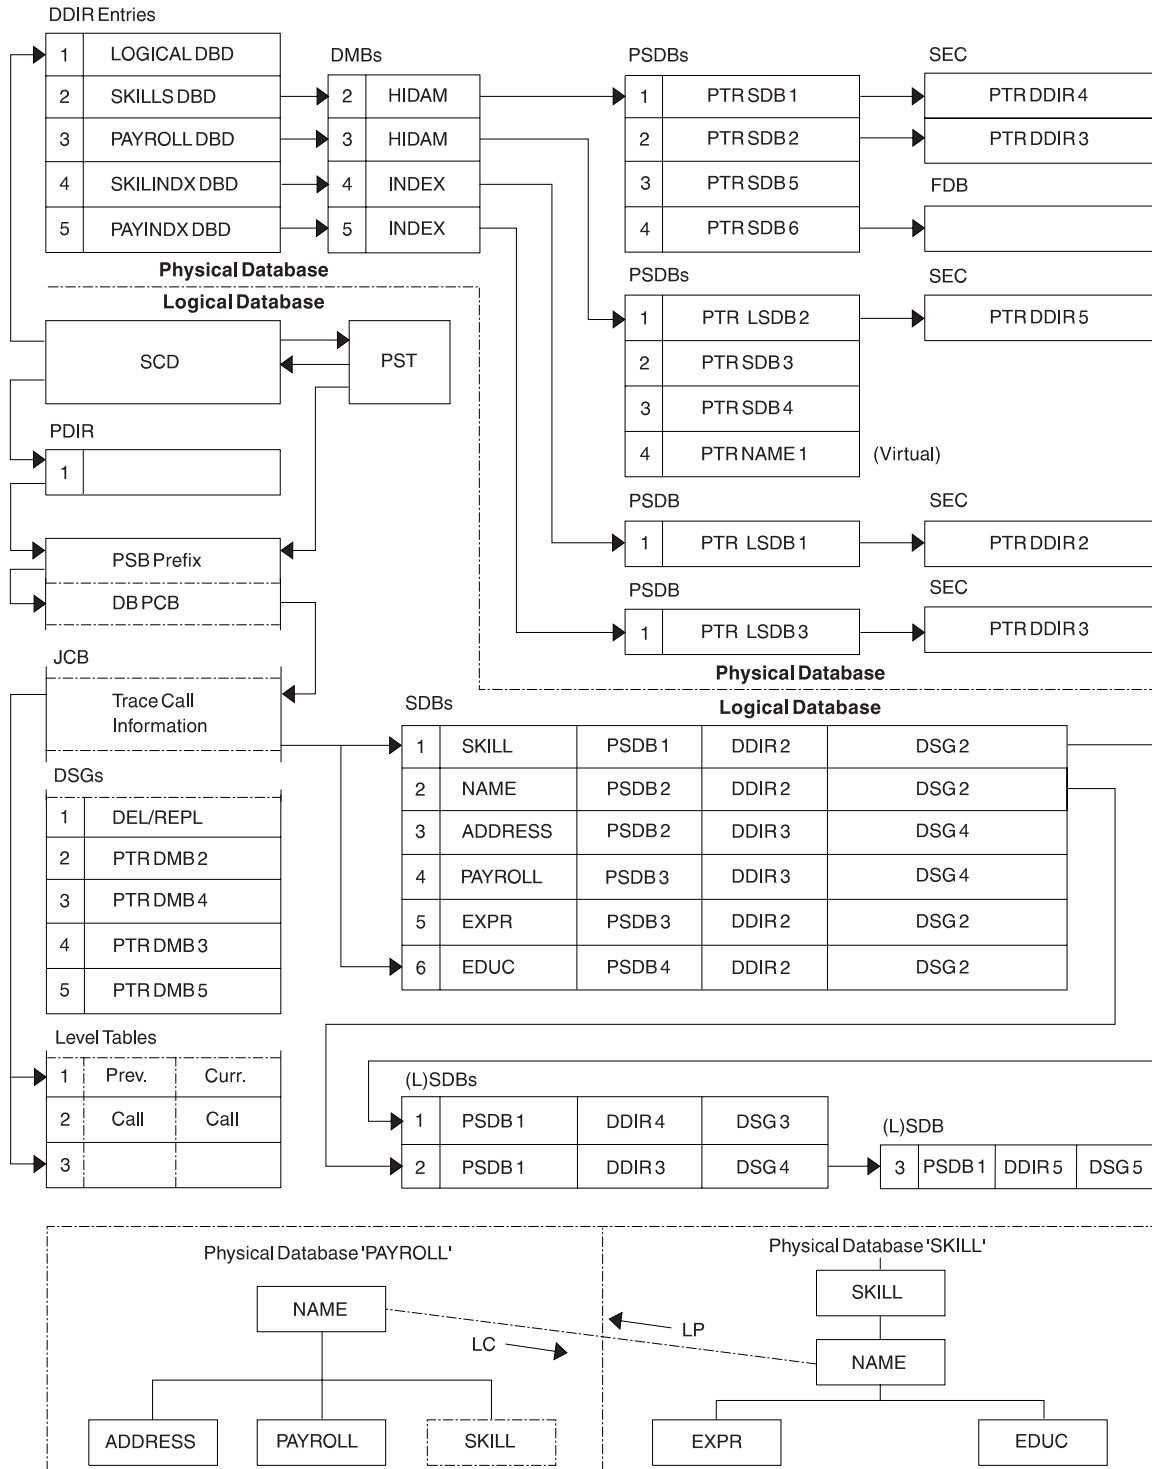 DDIR Entries
1 LOGICAL DBD
2 SKILLS DBD
3 PAYROLL DBD
4 SKILINDX DBD
5 PAYINDX DBD
DMBs
2 HIDAM
3 HIDAM
4 INDEX
5 INDEX
PSDBs
1 PTR SDB 1
2 PTR SDB 2
3 PTR SDB 5
4 PTR SDB 6
SEC
PTR DDIR 4
PTR DDIR 3
FDB
Physical Database
Logical Database
SCD
PST
PSDBs
1 PTR LSDB 2
2 PTR SDB 3
3 PTR SDB 4
4 PTR NAME 1
(Virtual)
SEC
PTR DDIR 5
PDIR
1
PSB Prefix
DB PCB
PSDB
1 PTR LSDB 1
SEC
PTR DDIR 2
PSDB
1 PTR LSDB 3
SEC
PTR DDIR 3
Physical Database
Logical Database
JCB
Trace Call
Information
SDBs
1 SKILL PSDB 1 DDIR 2 DSG 2
2 NAME PSDB 2 DDIR 2 DSG 2
3 ADDRESS PSDB 2 DDIR 3 DSG 4
4 PAYROLL PSDB 3 DDIR 3 DSG 4
5 EXPR PSDB 3 DDIR 2 DSG 2
6 EDUC PSDB 4 DDIR 2 DSG 2
DSGs
1 DEL/REPL
2 PTR DMB 2
3 PTR DMB 4
4 PTR DMB 3
5 PTR DMB 5
Level Tables
1 Prev. Curr.
2 Call Call
3
(L)SDBs
1 PSDB 1 DDIR 4 DSG 3
2 PSDB 1 DDIR 3 DSG 4
(L)SDB
3 PSDB 1 DDIR 5 DSG 5
Physical Database 'PAYROLL'
NAME
LC
ADDRESS
PAYROLL
SKILL
Physical Database 'SKILL'
SKILL
LP
NAME
EXPR
EDUC